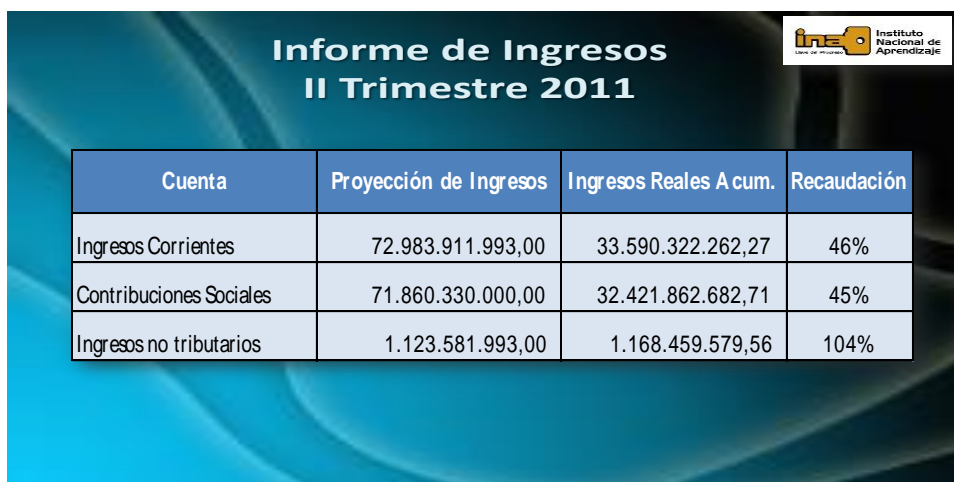 Informe de Ingresos
II Trimestre 2011
ina
Llave de Progreso
Instituto
Nacional de
Aprendizaje
Cuenta Proyección de Ingresos Ingresos Reales Acum. Recaudación
Ingresos Corrientes 72.983.911.993,00 33.590.322.262,27 46%
Contribuciones Sociales 71.860.330.000,00 32.421.862.682,71 45%
Ingresos no tributarios 1.123.581.993,00 1.168.459.579,56 104%